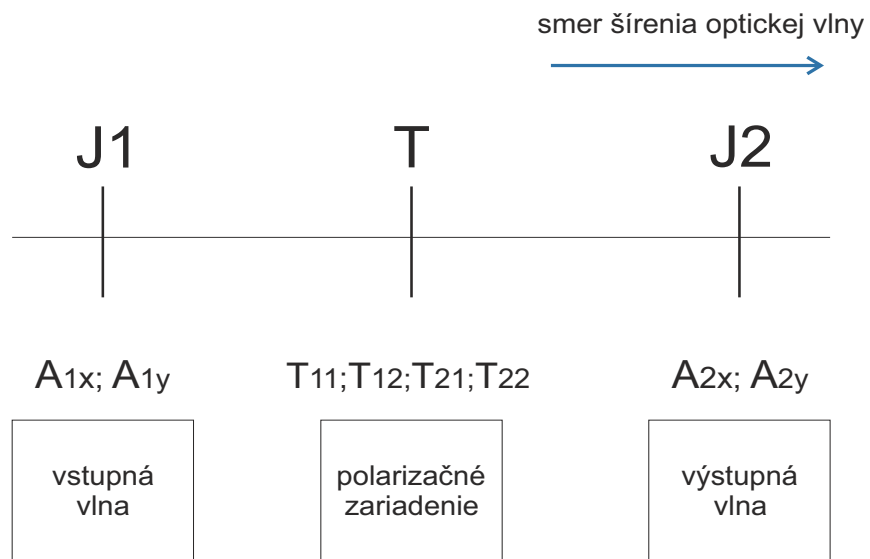 smer šírenia optickej vlny
J1 T J2
A1x; A1y T11;T12;T21;T22 A2x; A2y
vstupná
vlna
polarizačné
zariadenie
výstupná
vlna